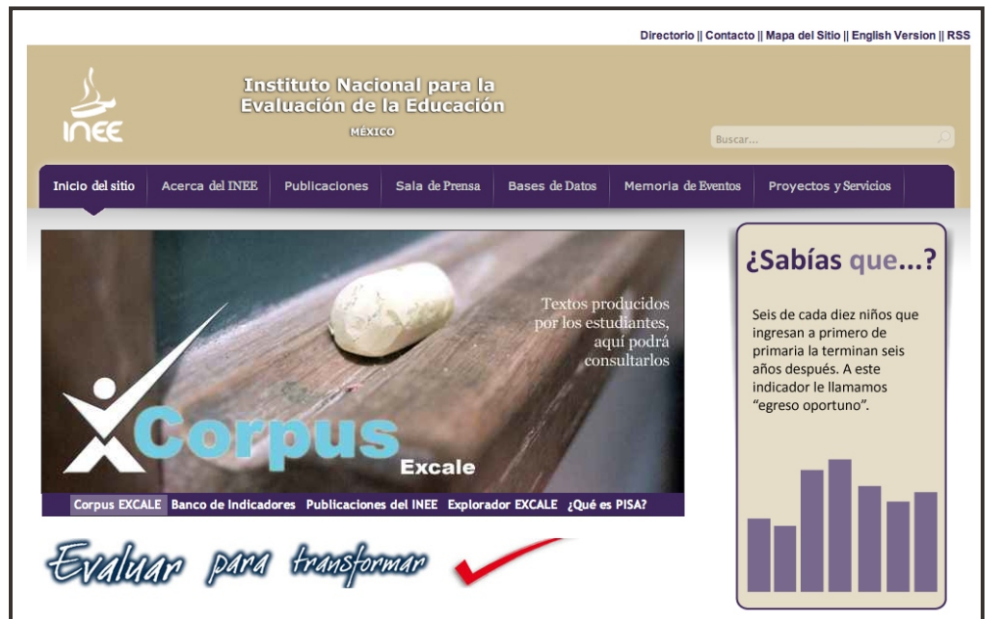 Directorio || Contacto || Mapa del Sitio || English Version || RSS
INEE
Instituto Nacional para la
Evaluación de la Educación
MÉXICO
Buscar...
Inicio del sitio Acerca del INEE Publicaciones Sala de Prensa Bases de Datos Memoria de Eventos Proyectos y Servicios
Textos producidos
por los estudiantes,
aquí podrá
consultarlos
Corpus
Excale
Corpus EXCALE Banco de Indicadores Publicaciones del INEE Explorador EXCALE ¿Qué es PISA?
Evaluar para transformar
¿Sabías que...?
Seis de cada diez niños que
ingresan a primero de
primaria la terminan seis
años después. A este
indicador le llamamos
“egreso oportuno”.